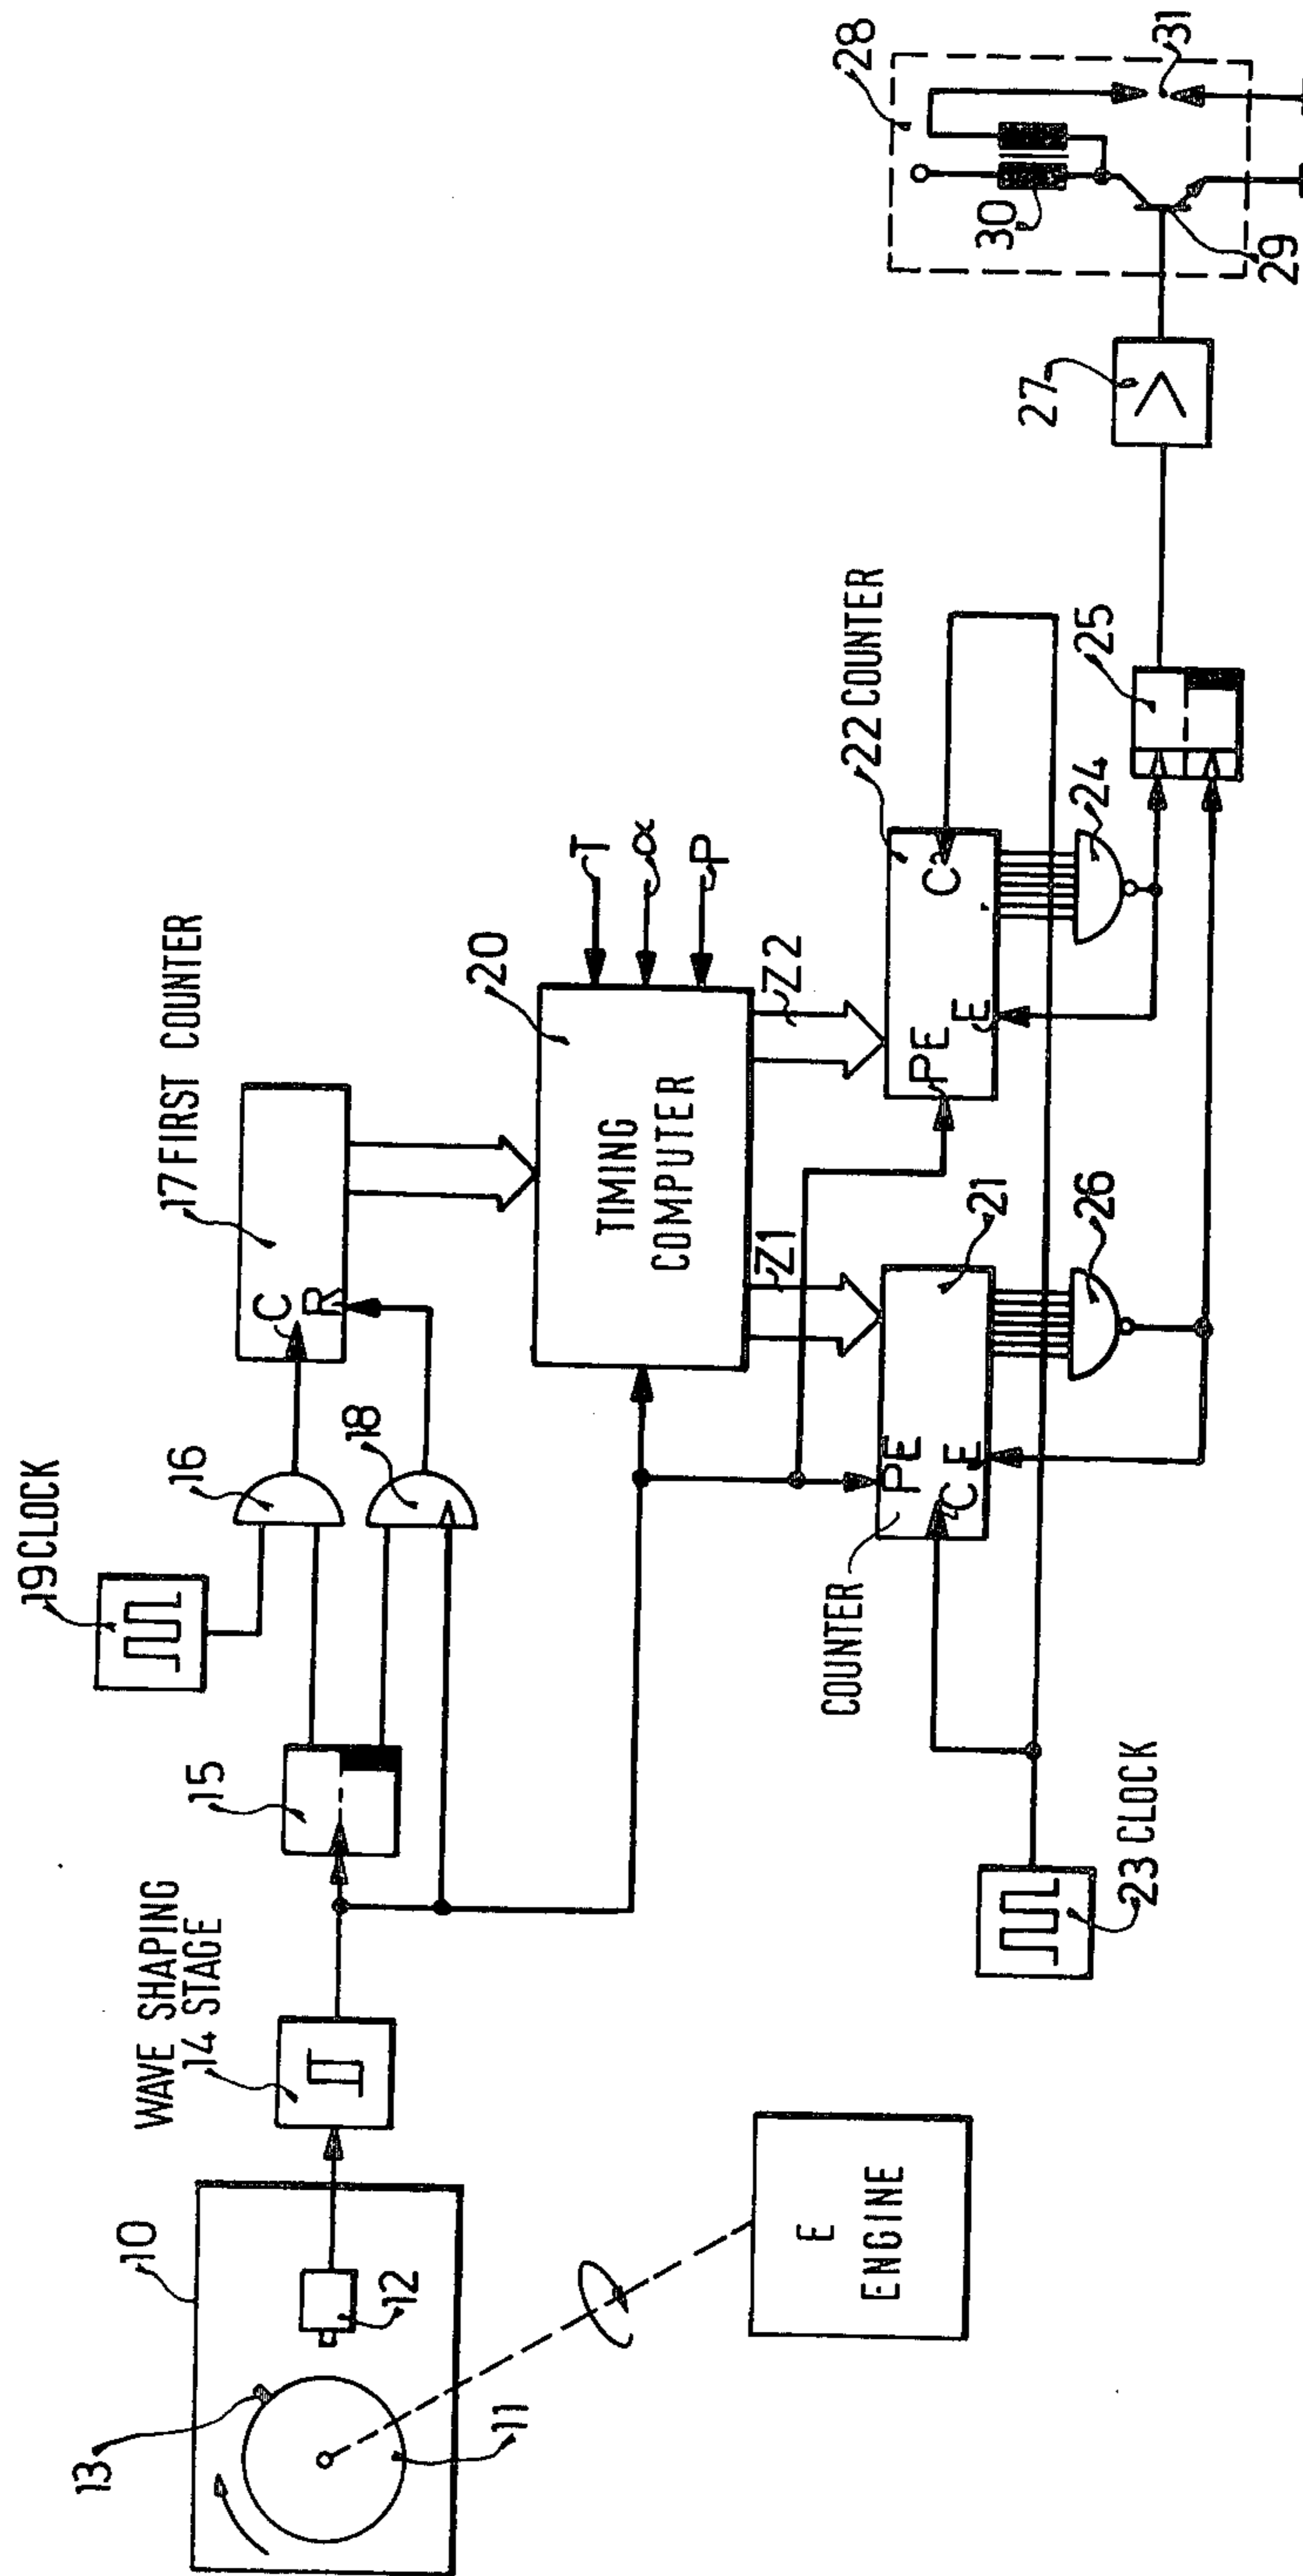 13
10
12
11
E
ENGINE
WAVE SHAPING
14 STAGE
15
19 CLOCK
16
18
17 FIRST COUNTER
C
R
20
TIMING
COMPUTER
T
α
P
Z1
Z2
COUNTER
PE
C
E
21
26
22 COUNTER
PE
E
C
24
23 CLOCK
25
27
>
28
30
29
31